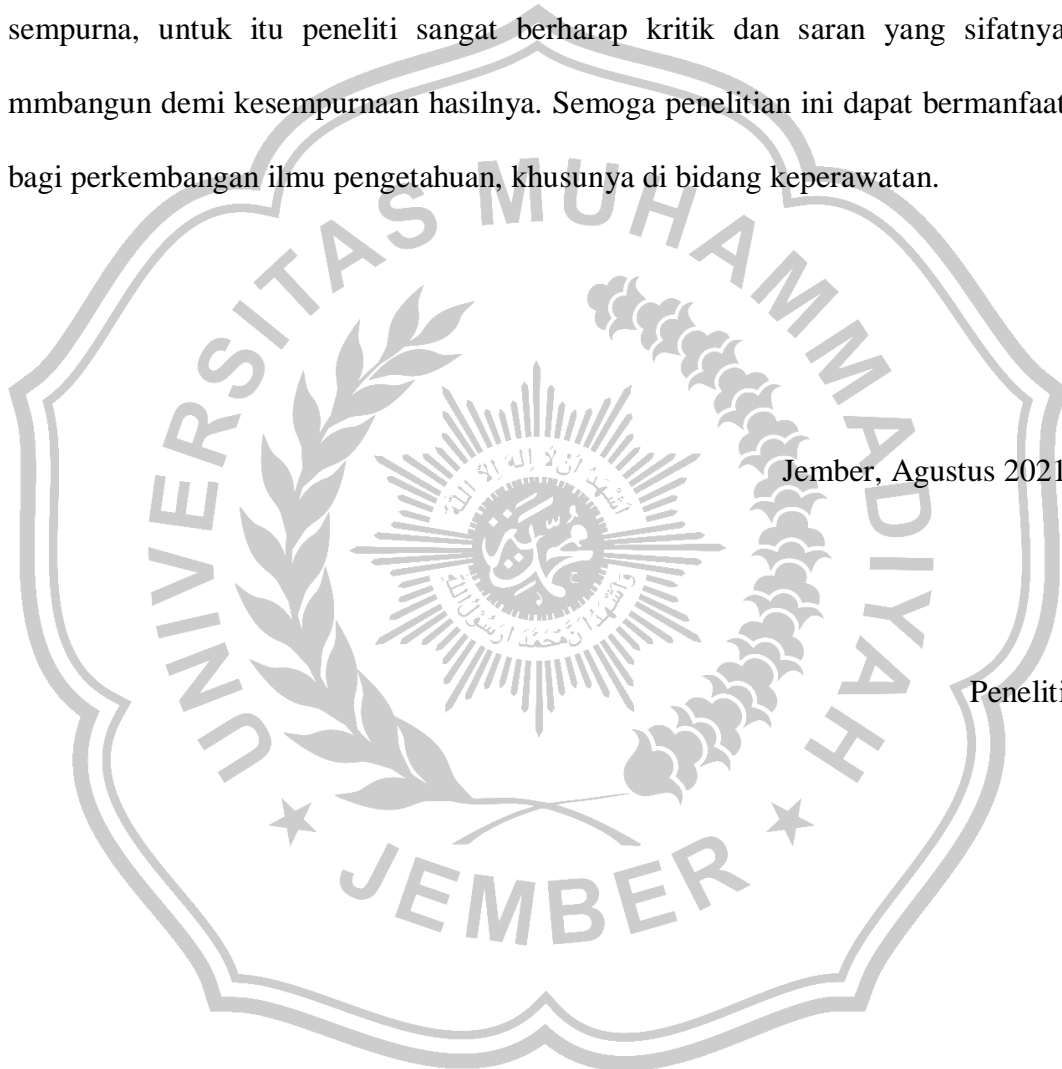 sempurna, untuk itu peneliti sangat berharap kritik dan saran yang sifatnya
mmbangun demi kesempurnaan hasilnya. Semoga penelitian ini dapat bermanfaat
bagi perkembangan ilmu pengetahuan, khusunya di bidang keperawatan.
UNIVERSITAS MUHAMMADIYAH
Jember, Agustus 2021
Peneliti
JEMBER